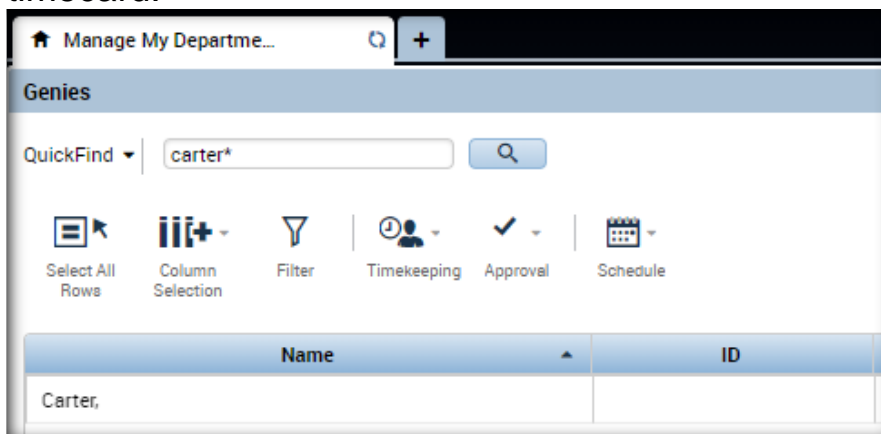 timecard.
Manage My Departme...
+
Genies
QuickFind
carter*
Select All Rows
Column Selection
Filter
Timekeeping
Approval
Schedule
Name
ID
Carter,